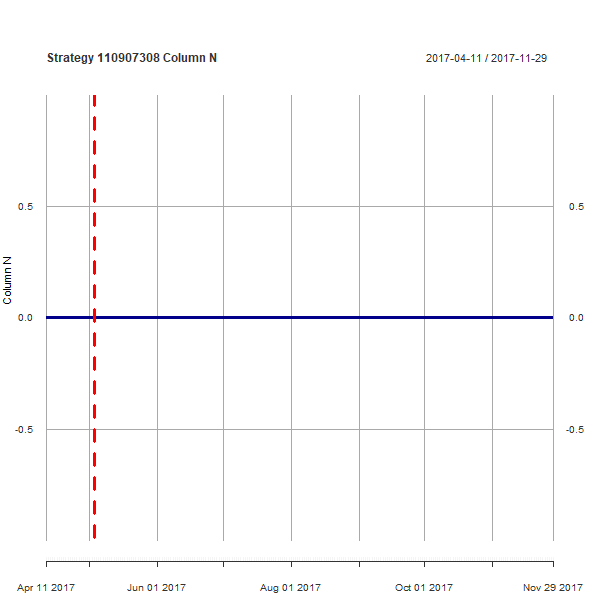 Strategy 110907308 Column N
2017-04-11 / 2017-11-29
0.5
0.5
Column N
0.0
0.0
-0.5
-0.5
Apr 11 2017
Jun 01 2017
Aug 01 2017
Oct 01 2017
Nov 29 2017